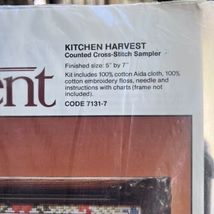 KITCHEN HARVEST
Counted Cross-Stitch Sampler
Finished size: 5" by 7"
Kit includes 100% cotton Aida cloth, 100%
cotton embroidery floss, needle and
instructions with charts (frame not
included).
CODE 7131-7
ent